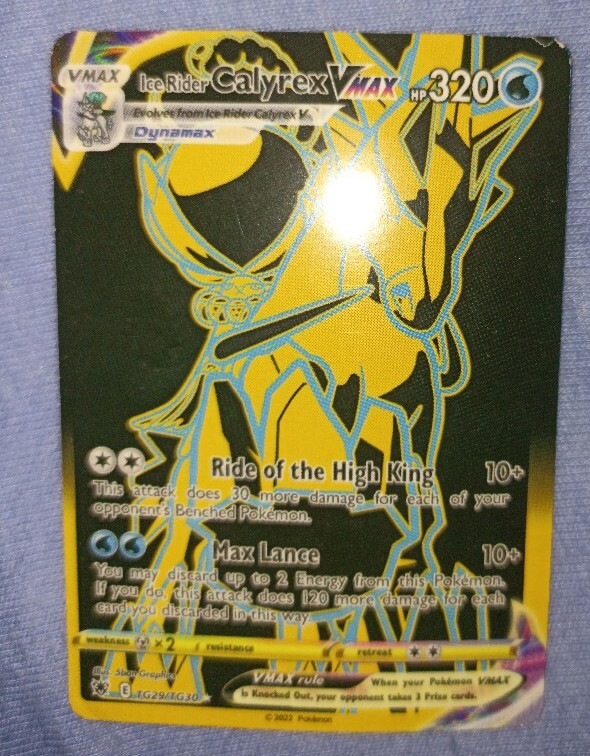 VMAX
Ice Rider Calyrex VMAX HP 320
Evolves from Ice Rider Calyrex V
Dynamax
Ride of the High King 10+
This attack does 30 more damage for each of your
opponent's Benched Pokémon.
Max Lance 10+
You may discard up to 2 Energy from this Pokémon.
If you do, this attack does 120 more damage for each
card you discarded in this way.
weakness ×2 resistance retreat
Illus. 5ban Graphics
E TG29/TG30
VMAX rule When your Pokémon VMAX
is Knocked Out, your opponent takes 3 Prize cards.
©2022 Pokémon